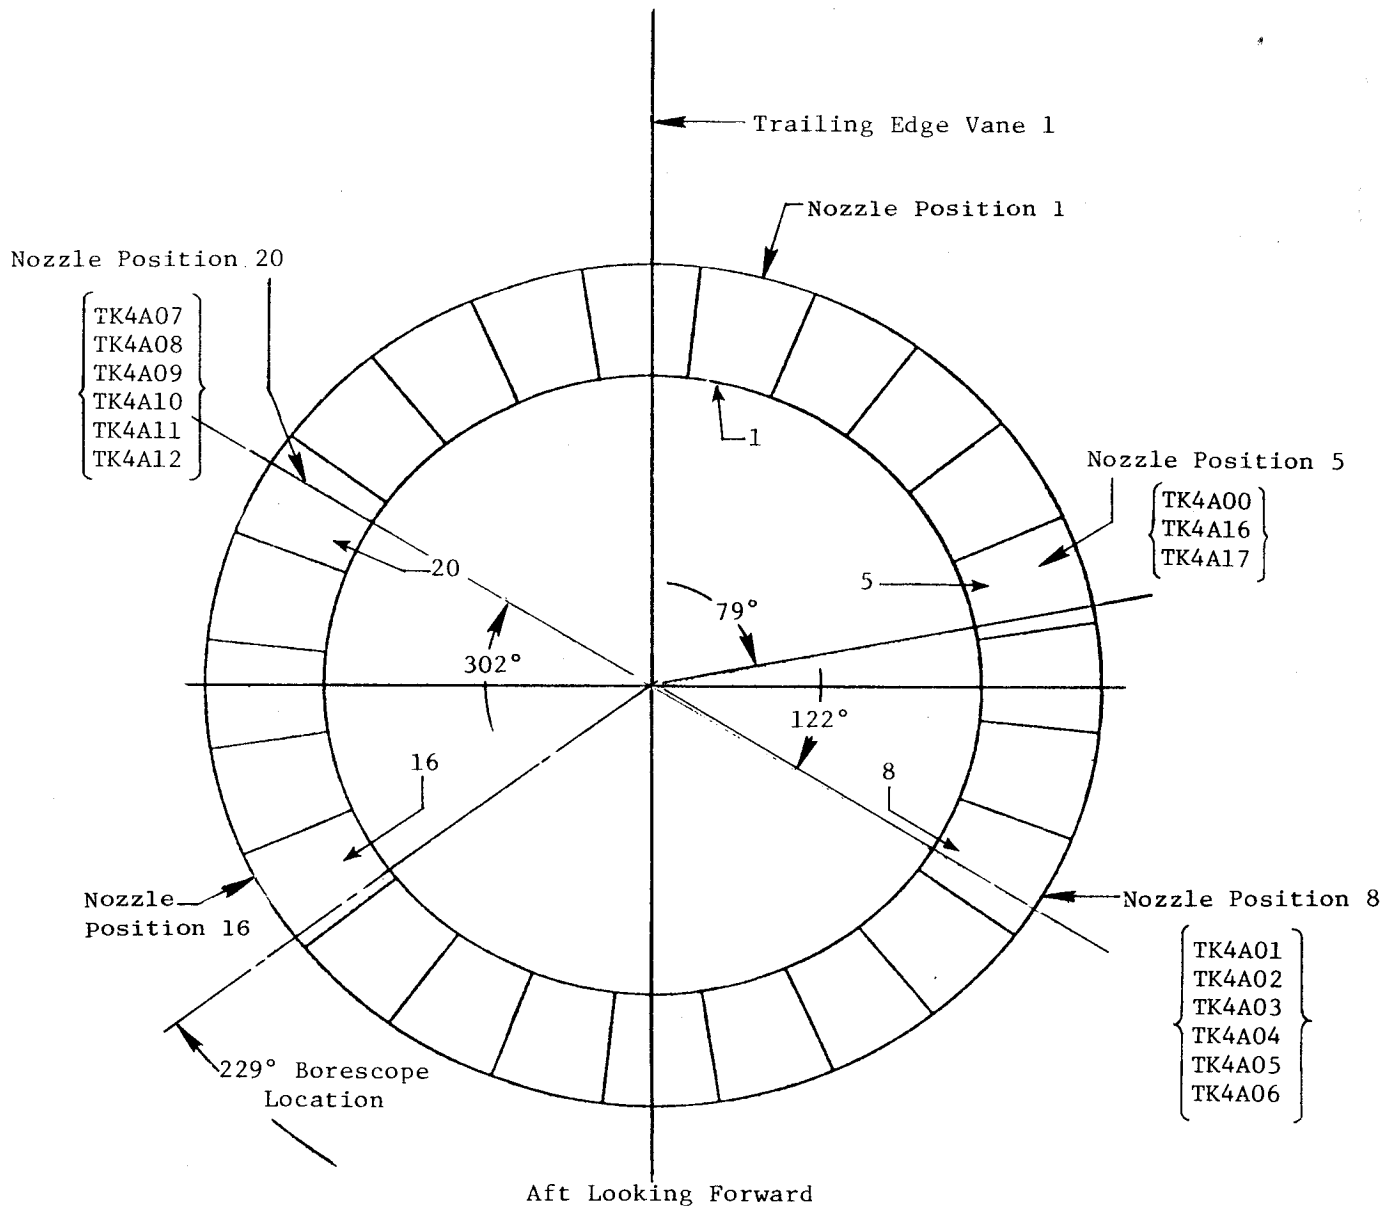 Trailing Edge Vane 1
Nozzle Position 1
Nozzle Position 20
TK4A07
TK4A08
TK4A09
TK4A10
TK4A11
TK4A12
1
Nozzle Position 5
TK4A00
TK4A16
TK4A17
20
5
79°
302°
122°
16
8
Nozzle
Position 16
Nozzle Position 8
TK4A01
TK4A02
TK4A03
TK4A04
TK4A05
TK4A06
229° Borescope
Location
Aft Looking Forward